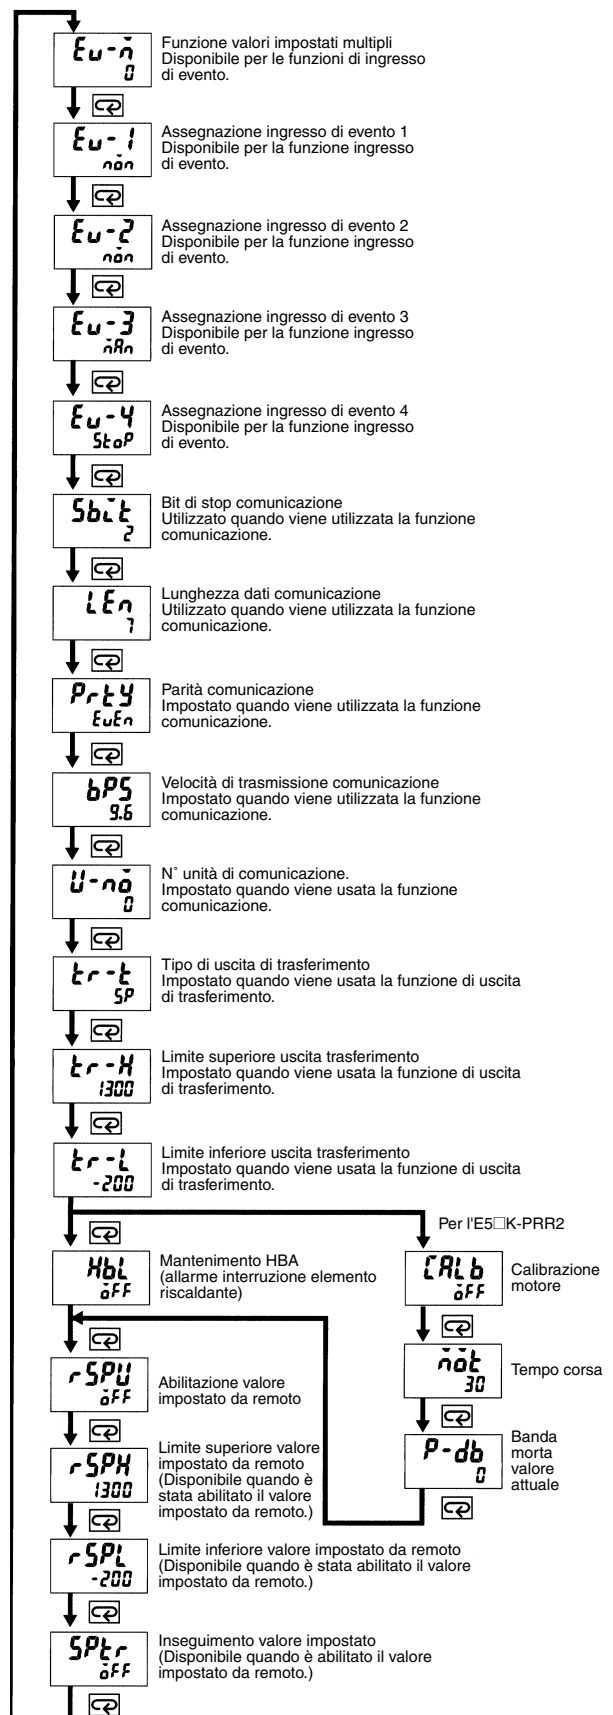 Eu-m
0
Funzione valori impostati multipli
Disponibile per le funzioni di ingresso
di evento.
Eu-1
non
Assegnazione ingresso di evento 1
Disponibile per la funzione ingresso
di evento.
Eu-2
non
Assegnazione ingresso di evento 2
Disponibile per la funzione ingresso
di evento.
Eu-3
mAn
Assegnazione ingresso di evento 3
Disponibile per la funzione ingresso
di evento.
Eu-4
StoP
Assegnazione ingresso di evento 4
Disponibile per la funzione ingresso
di evento.
Sbit
2
Bit di stop comunicazione
Utilizzato quando viene utilizzata la funzione
comunicazione.
LEn
7
Lunghezza dati comunicazione
Utilizzato quando viene utilizzata la funzione
comunicazione.
PrtY
EuEn
Parità comunicazione
Impostato quando viene utilizzata la funzione
comunicazione.
bPS
9.6
Velocità di trasmissione comunicazione
Impostato quando viene utilizzata la funzione
comunicazione.
U-no
0
N° unità di comunicazione.
Impostato quando viene usata la funzione
comunicazione.
tr-t
SP
Tipo di uscita di trasferimento
Impostato quando viene usata la funzione di uscita
di trasferimento.
tr-H
1300
Limite superiore uscita trasferimento
Impostato quando viene usata la funzione di uscita
di trasferimento.
tr-L
-200
Limite inferiore uscita trasferimento
Impostato quando viene usata la funzione di uscita
di trasferimento.
Per l'E5□K-PRR2
HbL
oFF
Mantenimento HBA
(allarme interruzione elemento
riscaldante)
CALb
oFF
Calibrazione
motore
mot
30
Tempo corsa
P-db
0
Banda
morta
valore
attuale
rSPU
oFF
Abilitazione valore
impostato da remoto
rSPH
1300
Limite superiore valore
impostato da remoto
(Disponibile quando è
stata abilitato il valore
impostato da remoto.)
rSPL
-200
Limite inferiore valore impostato da remoto
(Disponibile quando è stata abilitato il valore
impostato da remoto.)
SPtr
oFF
Inseguimento valore impostato
(Disponibile quando è abilitato il valore
impostato da remoto.)